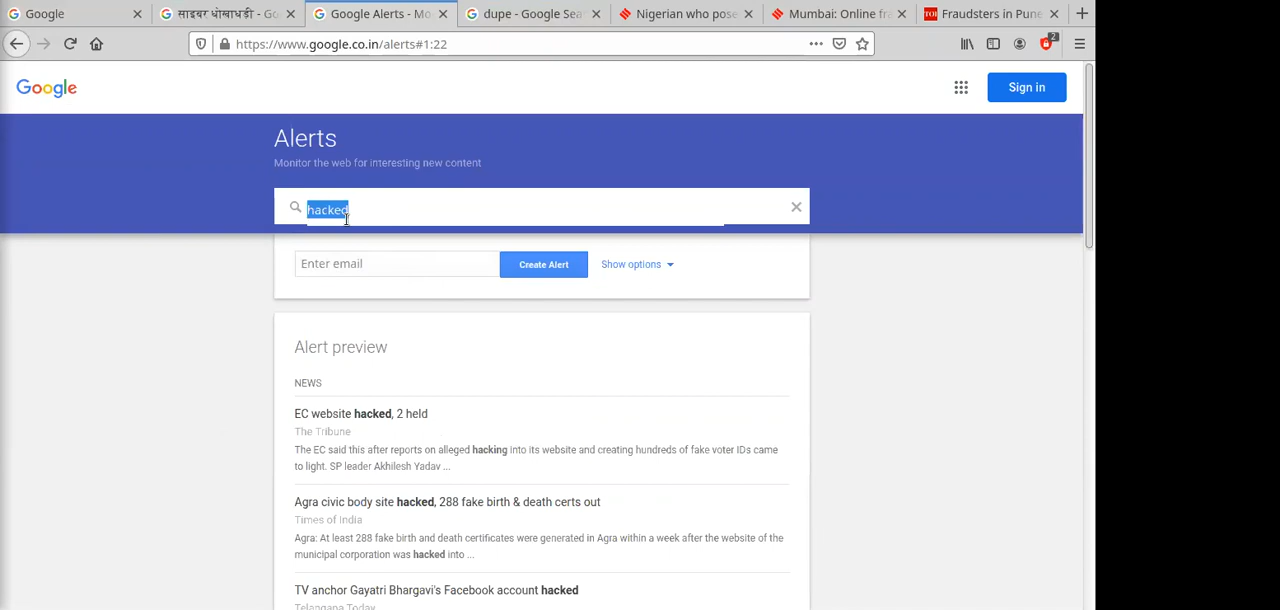 Google
साइबर धोखाधडी - Go
Google Alerts - Mo
dupe - Google Sea
Nigerian who pose
Mumbai: Online fra
Fraudsters in Pune
https://www.google.co.in/alerts#1:22
2
Google
Sign in
Alerts
Monitor the web for interesting new content
hacked
Enter email
Create Alert
Show options
Alert preview
NEWS
EC website hacked, 2 held
The Tribune
The EC said this after reports on alleged hacking into its website and creating hundreds of fake voter IDs came
to light. SP leader Akhilesh Yadav ...
Agra civic body site hacked, 288 fake birth & death certs out
Times of India
Agra: At least 288 fake birth and death certificates were generated in Agra within a week after the website of the
municipal corporation was hacked into ...
TV anchor Gayatri Bhargavi's Facebook account hacked
Telangana Today